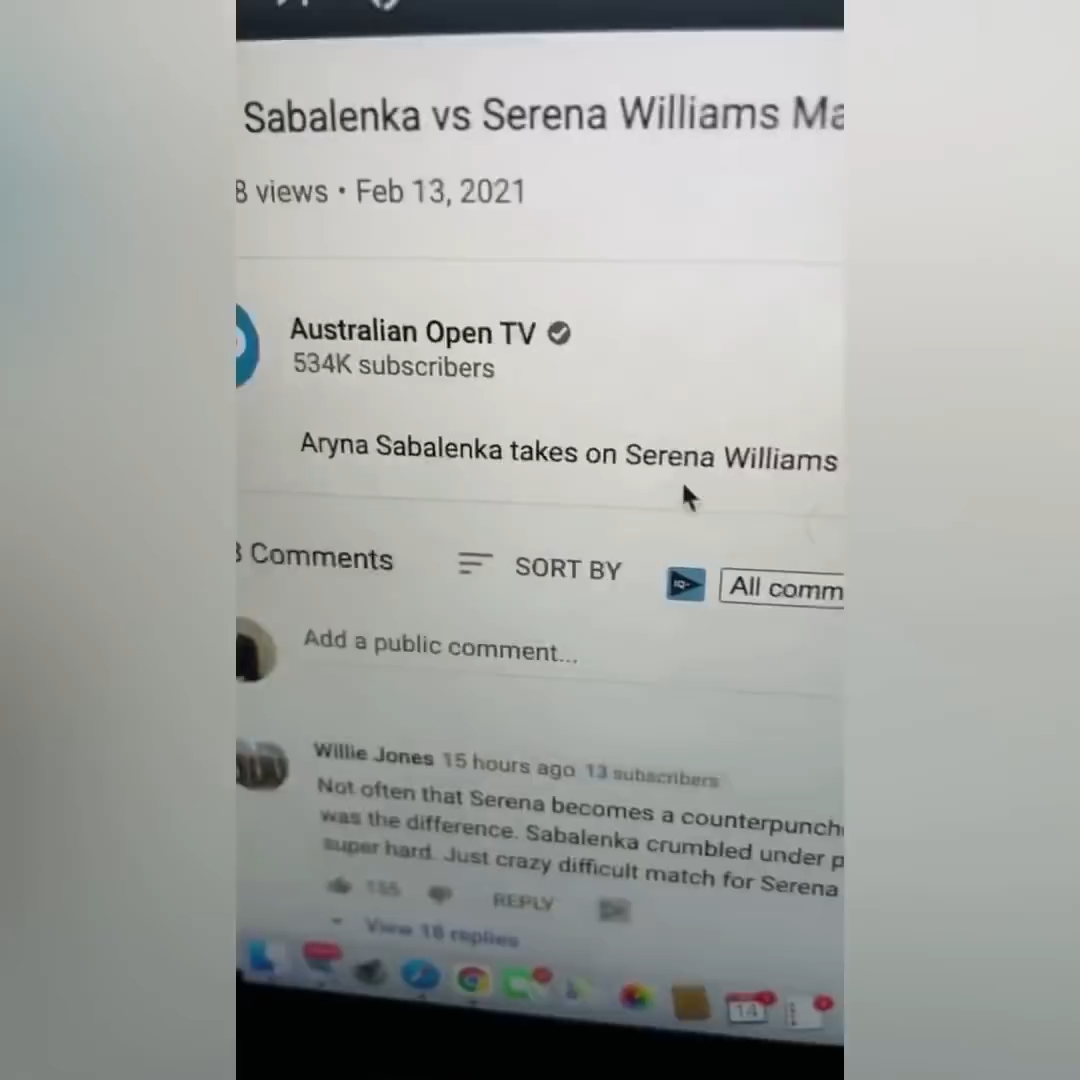 Sabalenka vs Serena Williams Ma
8 views • Feb 13, 2021
Australian Open TV
534K subscribers
Aryna Sabalenka takes on Serena Williams
Comments SORT BY All comm
Add a public comment...
Willie Jones 15 hours ago 13 subscribers
Not often that Serena becomes a counterpunch
was the difference. Sabalenka crumbled under p
super hard. Just crazy difficult match for Serena
155 REPLY
View 18 replies
14